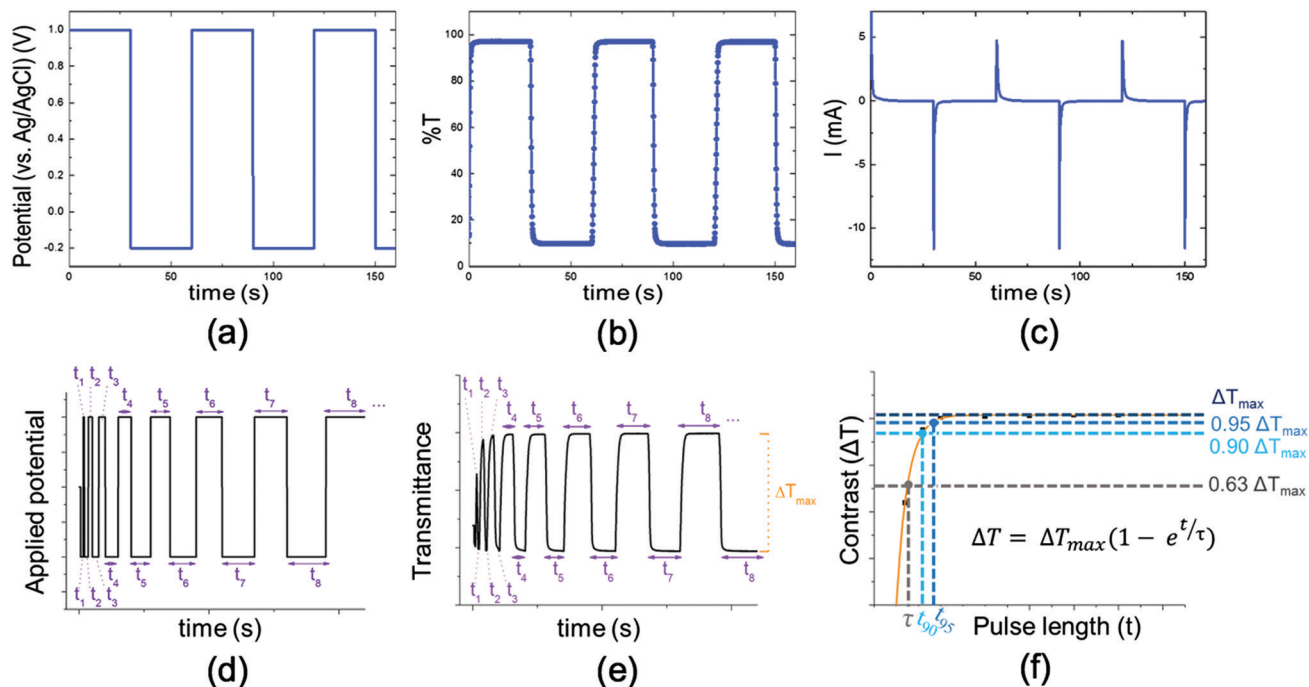 Potential (vs. Ag/AgCl) (V)
1.0
0.8
0.6
0.4
0.2
0.0
-0.2
0
50
100
150
time (s)
(a)
%T
100
80
60
40
20
0
0
50
100
150
time (s)
(b)
I (mA)
5
0
-5
-10
0
50
100
150
time (s)
(c)
Applied potential
t1
t2
t3
t4
t5
t6
t7
t8
...
t4
t5
t6
t7
t8
t1
t2
t3
time (s)
(d)
Transmittance
t1
t2
t3
t4
t5
t6
t7
t8
...
ΔTmax
t4
t5
t6
t7
t8
t1
t2
t3
time (s)
(e)
Contrast (ΔT)
ΔTmax
0.95 ΔTmax
0.90 ΔTmax
0.63 ΔTmax
ΔT = ΔTmax(1 - e^t/τ)
τ
t90
t95
Pulse length (t)
(f)